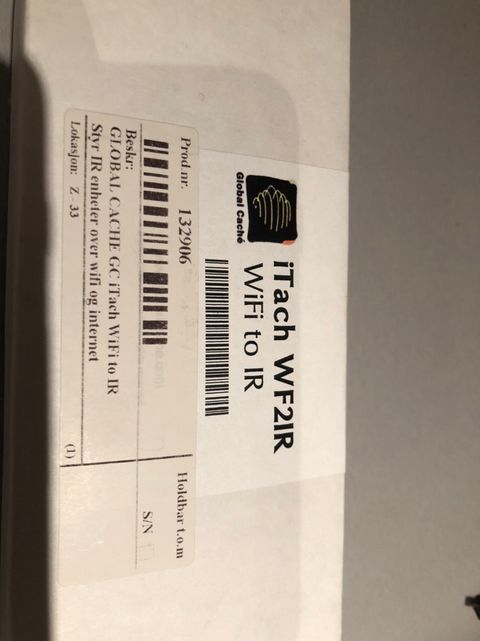 Global Caché
iTach WF2IR
WiFi to IR
Prod.nr. 132906
Holdbar t.o.m
S/N
Beskr:
GLOBAL CACHE GC iTach WiFi to IR
Styr IR enheter over wifi og internet
Lokasjon: Z - 33
(1)